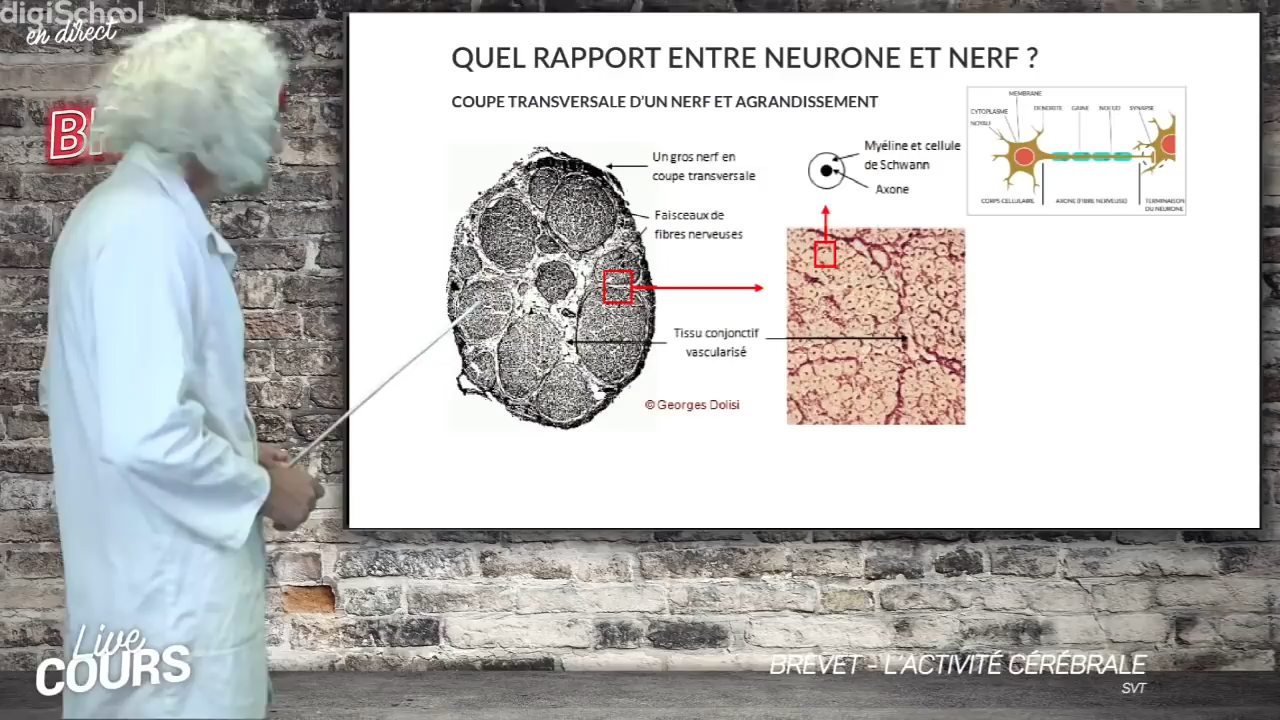 digiSchool
en direct
B
QUEL RAPPORT ENTRE NEURONE ET NERF ?
COUPE TRANSVERSALE D'UN NERF ET AGRANDISSEMENT
MEMBRANE
CYTOPLASME
DENDRITE
GAINE
NOEUD
SYNAPSE
NOYAU
Un gros nerf en
coupe transversale
Myéline et cellule
de Schwann
Axone
CORPS CELLULAIRE
AXONE (FIBRE NERVEUSE)
TERMINAISON
DU NEURONE
Faisceaux de
fibres nerveuses
Tissu conjonctif
vascularisé
© Georges Dolisi
Live
COURS
BREVET - L'ACTIVITÉ CÉRÉBRALE
SVT